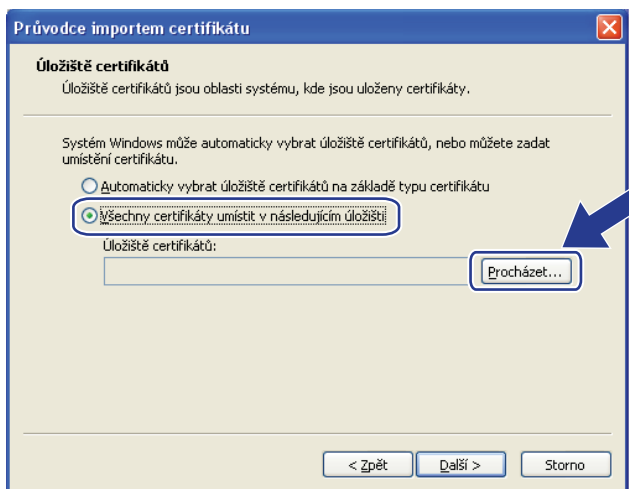 Průvodce importem certifikátu
Úložiště certifikátů
Úložiště certifikátů jsou oblasti systému, kde jsou uloženy certifikáty.
Systém Windows může automaticky vybrat úložiště certifikátů, nebo můžete zadat
umístění certifikátu.
Automaticky vybrat úložiště certifikátů na základě typu certifikátu
Všechny certifikáty umístit v následujícím úložišti
Úložiště certifikátů:
Procházet...
< Zpět Další > Storno